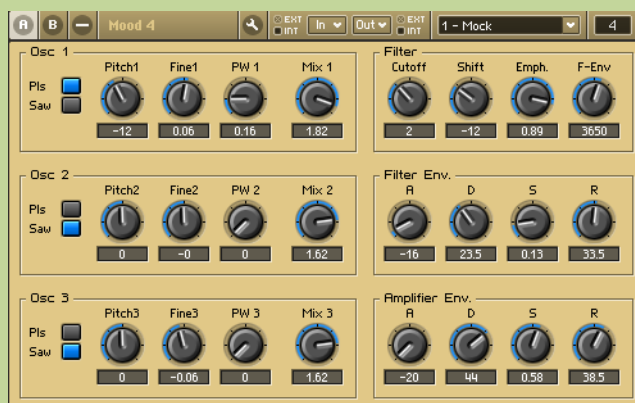 A B Mood 4 EXT INT In Out EXT INT 1 - Mock 4
Osc 1 Filter
Pitch1 Fine1 PW 1 Mix 1 Cutoff Shift Emph. F-Env
Pls
Saw
-12 0.06 0.16 1.82 2 -12 0.89 3650
Osc 2 Filter Env.
Pitch2 Fine2 PW 2 Mix 2 A D S R
Pls
Saw
0 -0 0 1.62 -16 23.5 0.13 33.5
Osc 3 Amplifier Env.
Pitch3 Fine3 PW 3 Mix 3 A D S R
Pls
Saw
0 -0.06 0 1.62 -20 44 0.58 38.5